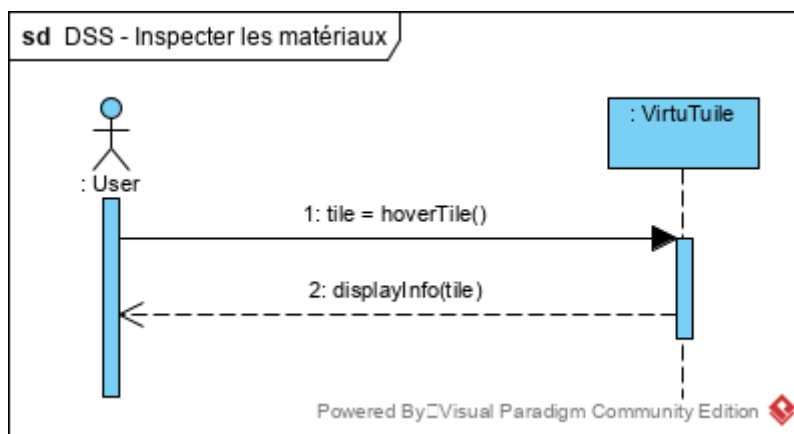 sd DSS - Inspecter les matériaux
: User
: VirtuTuile
1: tile = hoverTile()
2: displayInfo(tile)
Powered By Visual Paradigm Community Edition